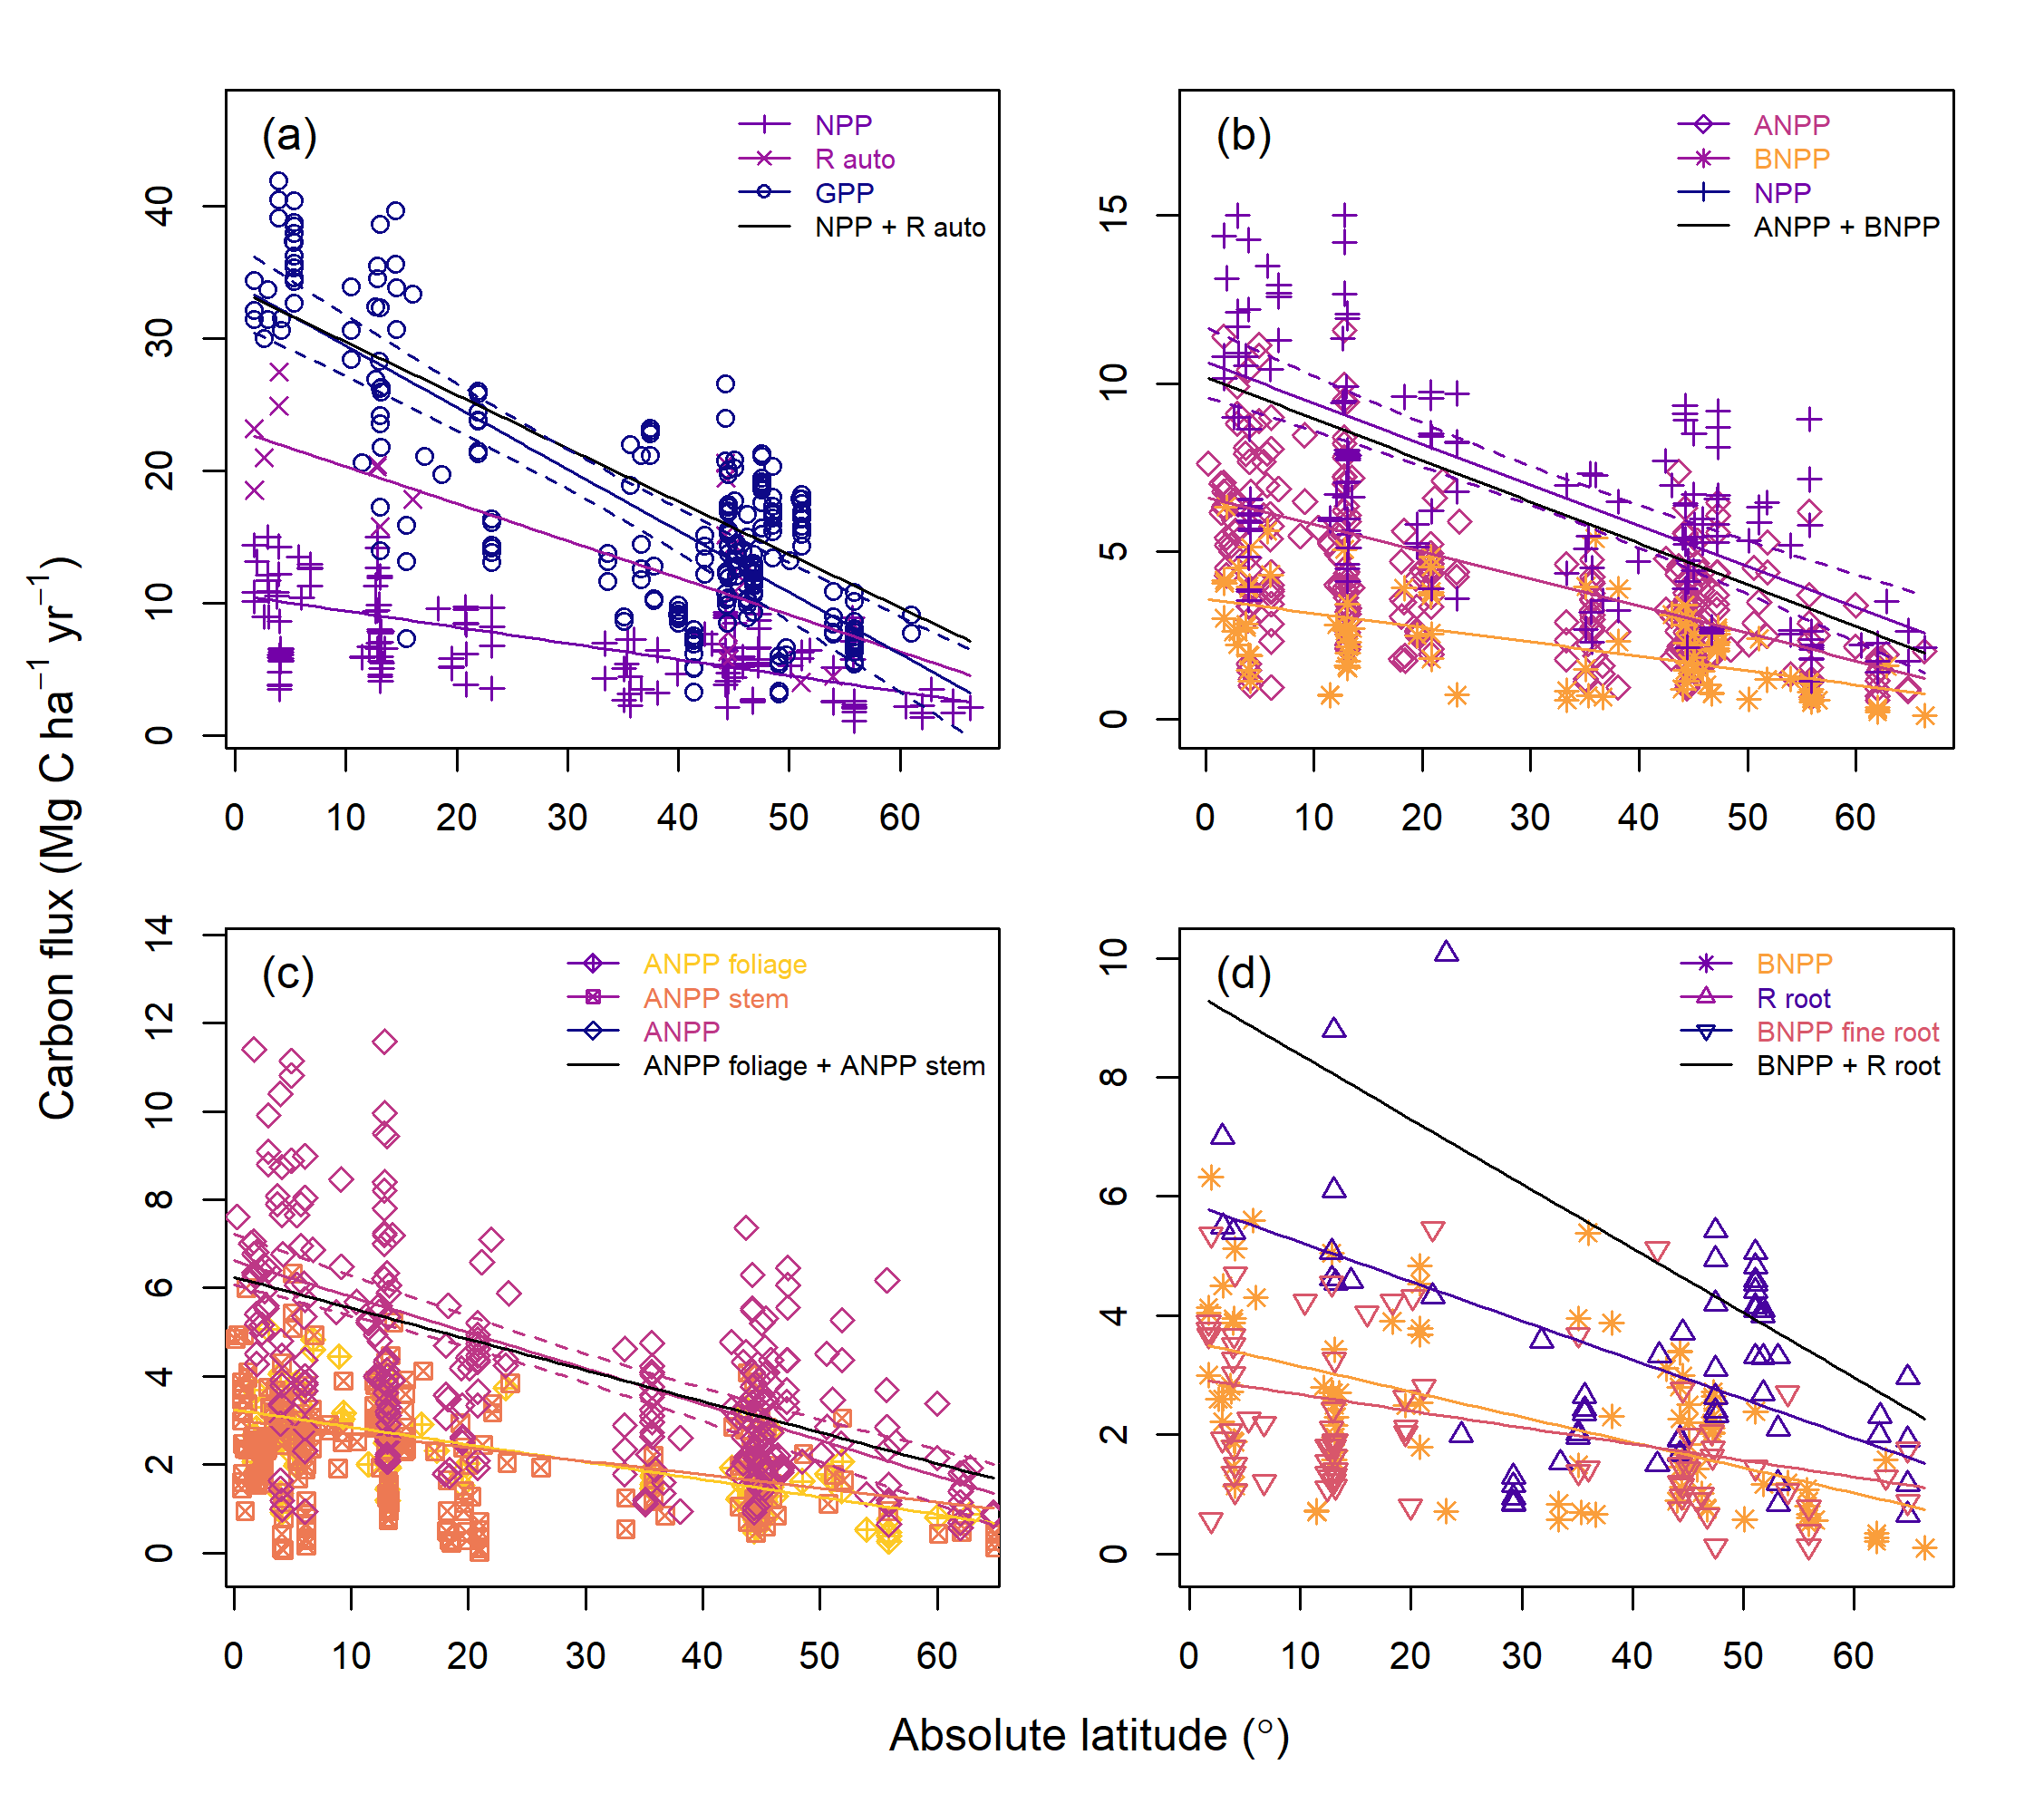 Carbon flux (Mg C ha⁻¹ yr⁻¹)
(a)
NPP
R auto
GPP
NPP + R auto
40
30
20
10
0
0 10 20 30 40 50 60
(b)
ANPP
BNPP
NPP
ANPP + BNPP
15
10
5
0
0 10 20 30 40 50 60
(c)
ANPP foliage
ANPP stem
ANPP
ANPP foliage + ANPP stem
14
12
10
8
6
4
2
0
0 10 20 30 40 50 60
(d)
BNPP
R root
BNPP fine root
BNPP + R root
10
8
6
4
2
0
0 10 20 30 40 50 60
Absolute latitude (°)